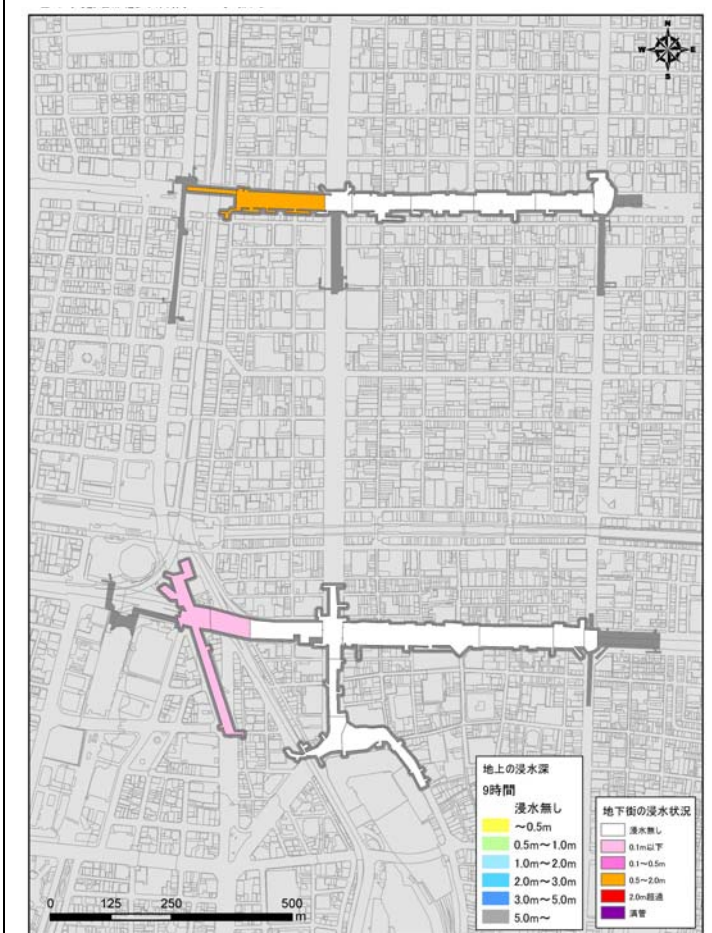 N
W E
S
地上の浸水深
9時間
浸水無し
~0.5m
0.5m~1.0m
1.0m~2.0m
2.0m~3.0m
3.0m~5.0m
5.0m~
地下街の浸水状況
浸水無し
0.1m以下
0.1~0.5m
0.5~2.0m
2.0m超過
満管
0 125 250 500
m